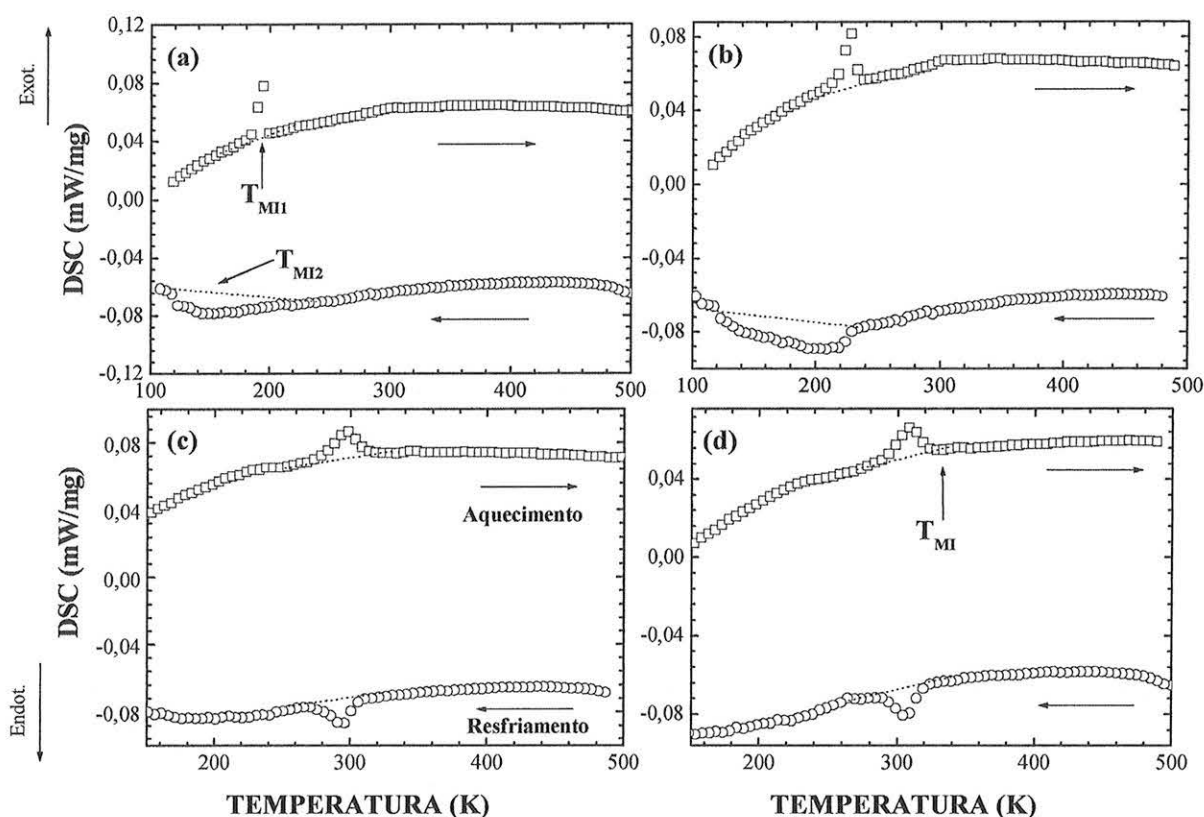 Exot.
Endot.
DSC (mW/mg)
0,12
0,08
0,04
0,00
-0,04
-0,08
-0,12
(a)
T_MI1
T_MI2
100 200 300 400 500
0.08
0.04
0.00
-0.04
-0,08
(b)
100 200 300 400 500
DSC (mW/mg)
0,08
0,04
0,00
-0,04
-0,08
(c)
Aquecimento
Resfriamento
200 300 400 500
TEMPERATURA (K)
0,04
0,00
-0,04
-0,08
(d)
T_MI
200 300 400 500
TEMPERATURA (K)